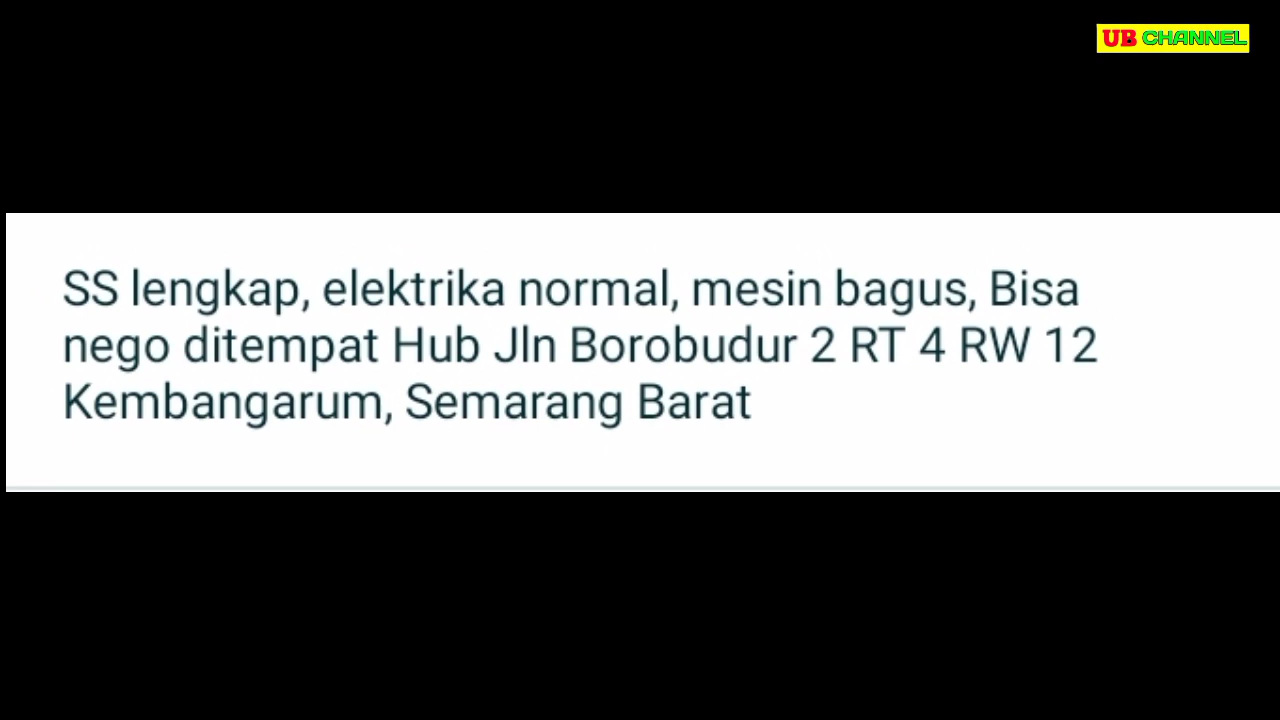 UB CHANNEL
SS lengkap, elektrika normal, mesin bagus, Bisa
nego ditempat Hub Jln Borobudur 2 RT 4 RW 12
Kembangarum, Semarang Barat